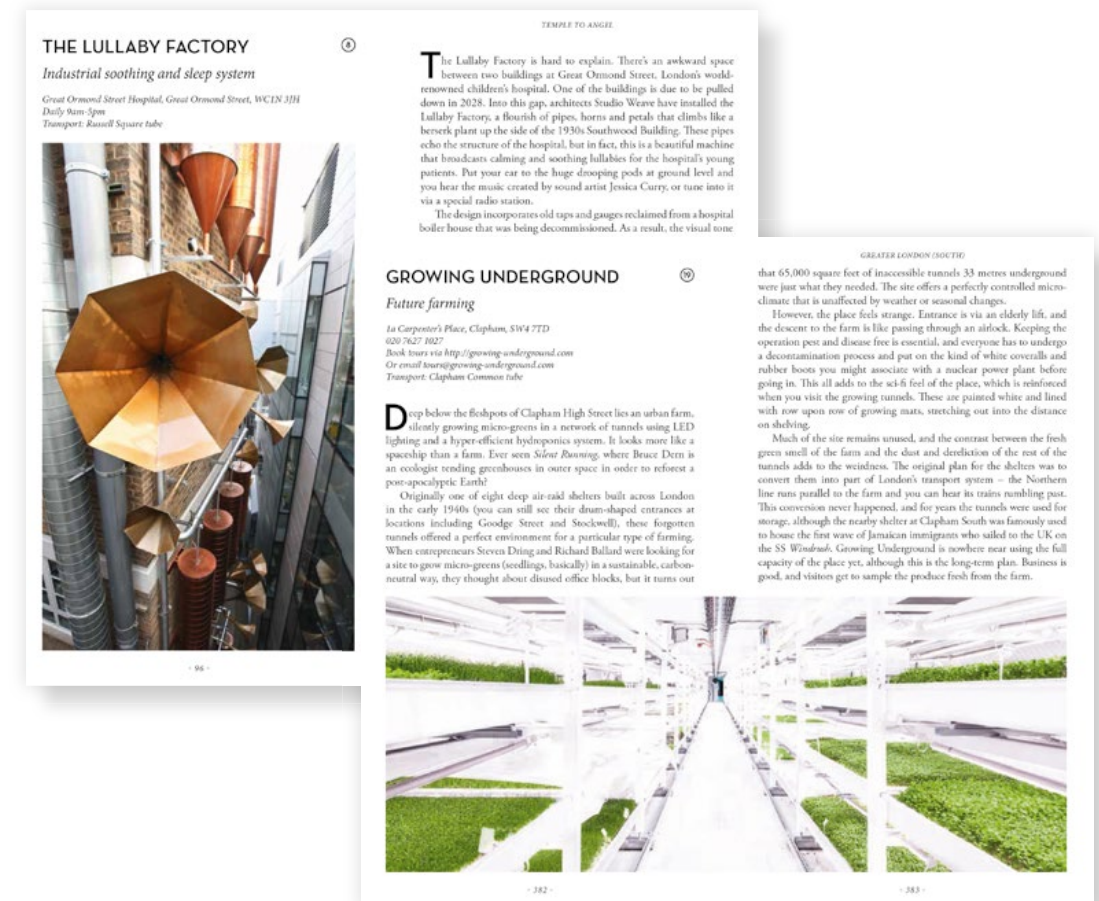 THE LULLABY FACTORY
8
Industrial soothing and sleep system
Great Ormond Street Hospital, Great Ormond Street, WC1N 3JH
Daily 9am-5pm
Transport: Russell Square tube
- 96 -
TEMPLE TO ANGEL
The Lullaby Factory is hard to explain. There's an awkward space
between two buildings at Great Ormond Street, London's world-
renowned children's hospital. One of the buildings is due to be pulled
down in 2028. Into this gap, architects Studio Weave have installed the
Lullaby Factory, a flourish of pipes, horns and petals that climbs like a
berserk plant up the side of the 1930s Southwood Building. These pipes
echo the structure of the hospital, but in fact, this is a beautiful machine
that broadcasts calming and soothing lullabies for the hospital's young
patients. Put your ear to the huge drooping pods at ground level and
you hear the music created by sound artist Jessica Curry, or tune into it
via a special radio station.
The design incorporates old taps and gauges reclaimed from a hospital
boiler house that was being decommissioned. As a result, the visual tone
GROWING UNDERGROUND
19
Future farming
1a Carpenter's Place, Clapham, SW4 7TD
020 7627 1027
Book tours via http://growing-underground.com
Or email tours@growing-underground.com
Transport: Clapham Common tube
Deep below the fleshpots of Clapham High Street lies an urban farm,
silently growing micro-greens in a network of tunnels using LED
lighting and a hyper-efficient hydroponics system. It looks more like a
spaceship than a farm. Ever seen Silent Running, where Bruce Dern is
an ecologist tending greenhouses in outer space in order to reforest a
post-apocalyptic Earth?
Originally one of eight deep air-raid shelters built across London
in the early 1940s (you can still see their drum-shaped entrances at
locations including Goodge Street and Stockwell), these forgotten
tunnels offered a perfect environment for a particular type of farming.
When entrepreneurs Steven Dring and Richard Ballard were looking for
a site to grow micro-greens (seedlings, basically) in a sustainable, carbon-
neutral way, they thought about disused office blocks, but it turns out
- 382 -
GREATER LONDON (SOUTH)
that 65,000 square feet of inaccessible tunnels 33 metres underground
were just what they needed. The site offers a perfectly controlled micro-
climate that is unaffected by weather or seasonal changes.
However, the place feels strange. Entrance is via an elderly lift, and
the descent to the farm is like passing through an airlock. Keeping the
operation pest and disease free is essential, and everyone has to undergo
a decontamination process and put on the kind of white coveralls and
rubber boots you might associate with a nuclear power plant before
going in. This all adds to the sci-fi feel of the place, which is reinforced
when you visit the growing tunnels. These are painted white and lined
with row upon row of growing mats, stretching out into the distance
on shelving.
Much of the site remains unused, and the contrast between the fresh
green smell of the farm and the dust and dereliction of the rest of the
tunnels adds to the weirdness. The original plan for the shelters was to
convert them into part of London's transport system – the Northern
line runs parallel to the farm and you can hear its trains rumbling past.
This conversion never happened, and for years the tunnels were used for
storage, although the nearby shelter at Clapham South was famously used
to house the first wave of Jamaican immigrants who sailed to the UK on
the SS Windrush. Growing Underground is nowhere near using the full
capacity of the place yet, although this is the long-term plan. Business is
good, and visitors get to sample the produce fresh from the farm.
- 383 -